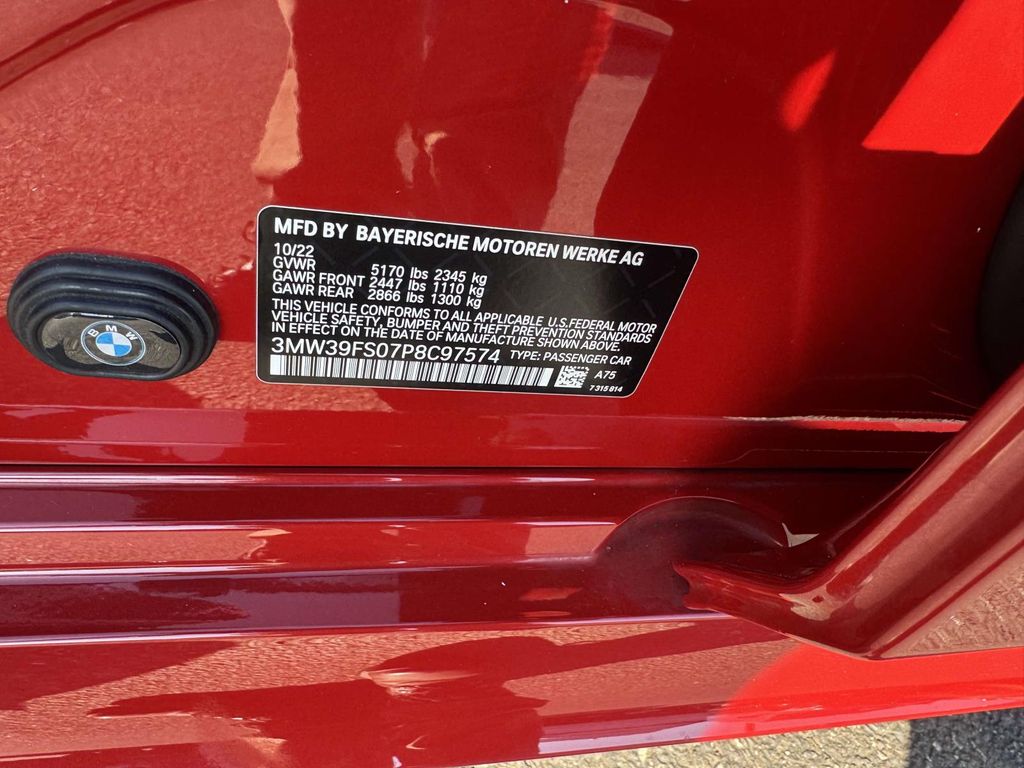 MFD BY BAYERISCHE MOTOREN WERKE AG
10/22
GVWR 5170 lbs 2345 kg
GAWR FRONT 2447 lbs 1110 kg
GAWR REAR 2866 lbs 1300 kg
THIS VEHICLE CONFORMS TO ALL APPLICABLE U.S.FEDERAL MOTOR
VEHICLE SAFETY, BUMPER AND THEFT PREVENTION STANDARDS
IN EFFECT ON THE DATE OF MANUFACTURE SHOWN ABOVE.
3MW39FS07P8C97574 TYPE: PASSENGER CAR
A75
7 315 814
BMW